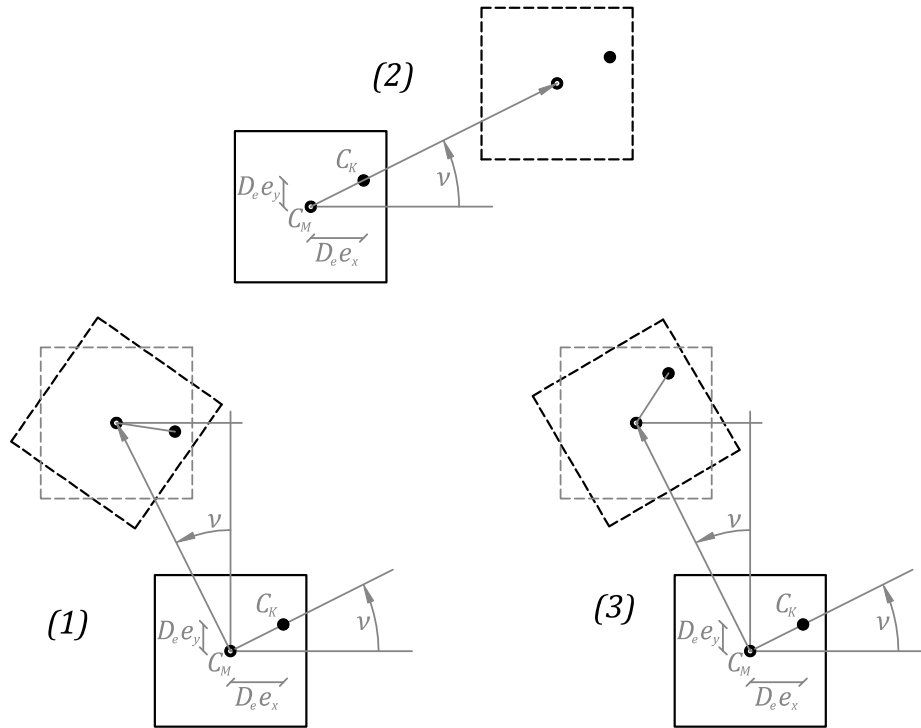 (2)
C_K
ν
D_e e_y
C_M
D_e e_x
ν
ν
(1)
C_K
ν
D_e e_y
C_M
D_e e_x
(3)
C_K
ν
D_e e_y
C_M
D_e e_x